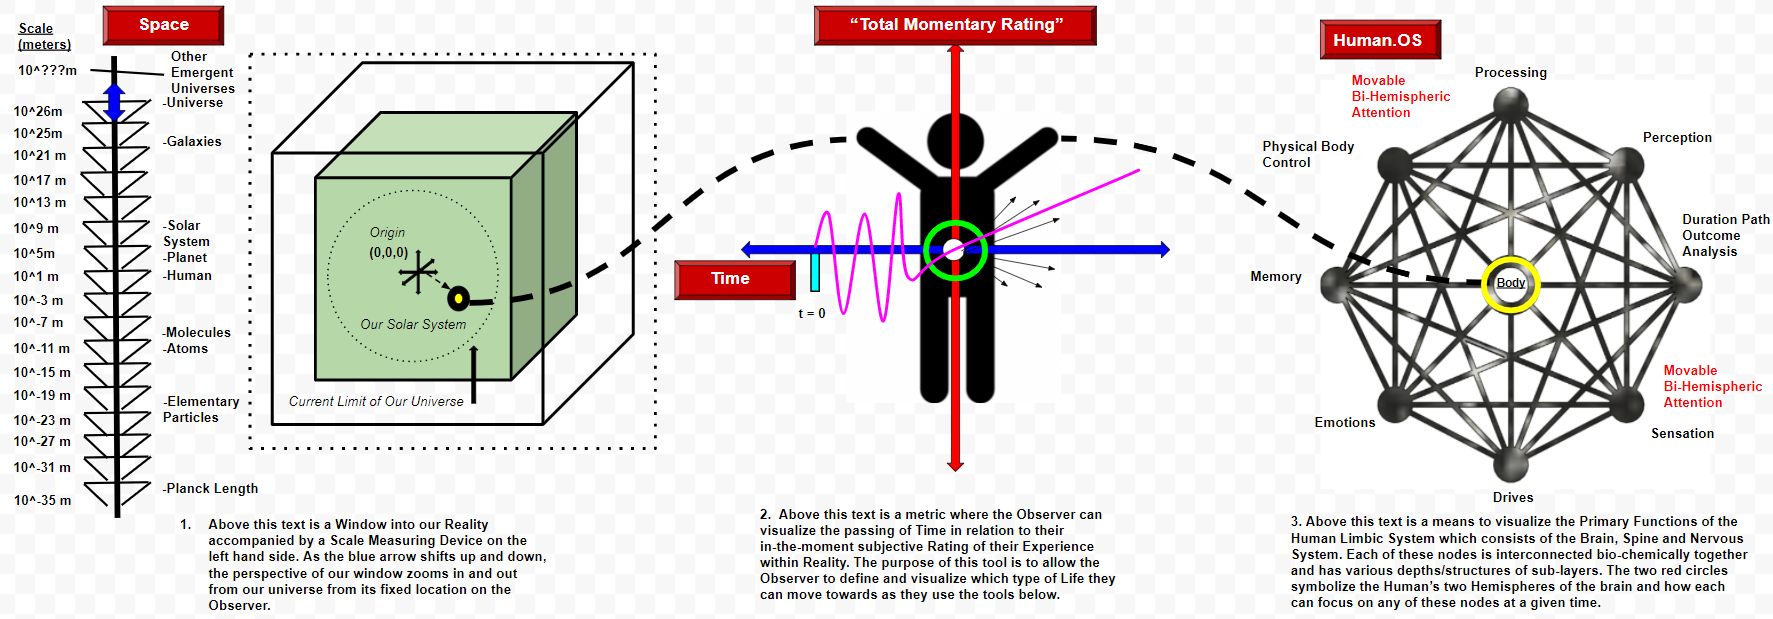 Space
Scale
(meters)
10^???m
10^26m
10^25m
10^21 m
10^17 m
10^13 m
10^9 m
10^5m
10^1 m
10^-3 m
10^-7 m
10^-11 m
10^-15 m
10^-19 m
10^-23 m
10^-27 m
10^-31 m
10^-35 m
Other
Emergent
Universes
-Universe
-Galaxies
-Solar
System
-Planet
-Human
-Molecules
-Atoms
-Elementary
Particles
-Planck Length
Origin
(0,0,0)
Our Solar System
Current Limit of Our Universe
1. Above this text is a Window into our Reality
accompanied by a Scale Measuring Device on the
left hand side. As the blue arrow shifts up and down,
the perspective of our window zooms in and out
from our universe from its fixed location on the
Observer.
“Total Momentary Rating”
Time
t = 0
2. Above this text is a metric where the Observer can
visualize the passing of Time in relation to their
in-the-moment subjective Rating of their Experience
within Reality. The purpose of this tool is to allow the
Observer to define and visualize which type of Life they
can move towards as they use the tools below.
Human.OS
Processing
Movable
Bi-Hemispheric
Attention
Perception
Physical Body
Control
Duration Path
Outcome
Analysis
Memory
Body
Movable
Bi-Hemispheric
Attention
Emotions
Sensation
Drives
3. Above this text is a means to visualize the Primary Functions of the
Human Limbic System which consists of the Brain, Spine and Nervous
System. Each of these nodes is interconnected bio-chemically together
and has various depths/structures of sub-layers. The two red circles
symbolize the Human's two Hemispheres of the brain and how each
can focus on any of these nodes at a given time.